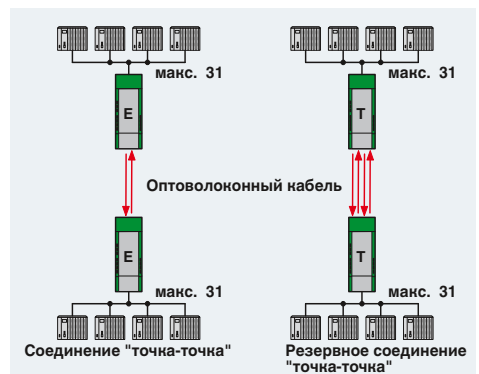 макс. 31
макс. 31
E
T
Оптоволоконный кабель
E
T
макс. 31
макс. 31
Соединение "точка-точка"
Резервное соединение
"точка-точка"